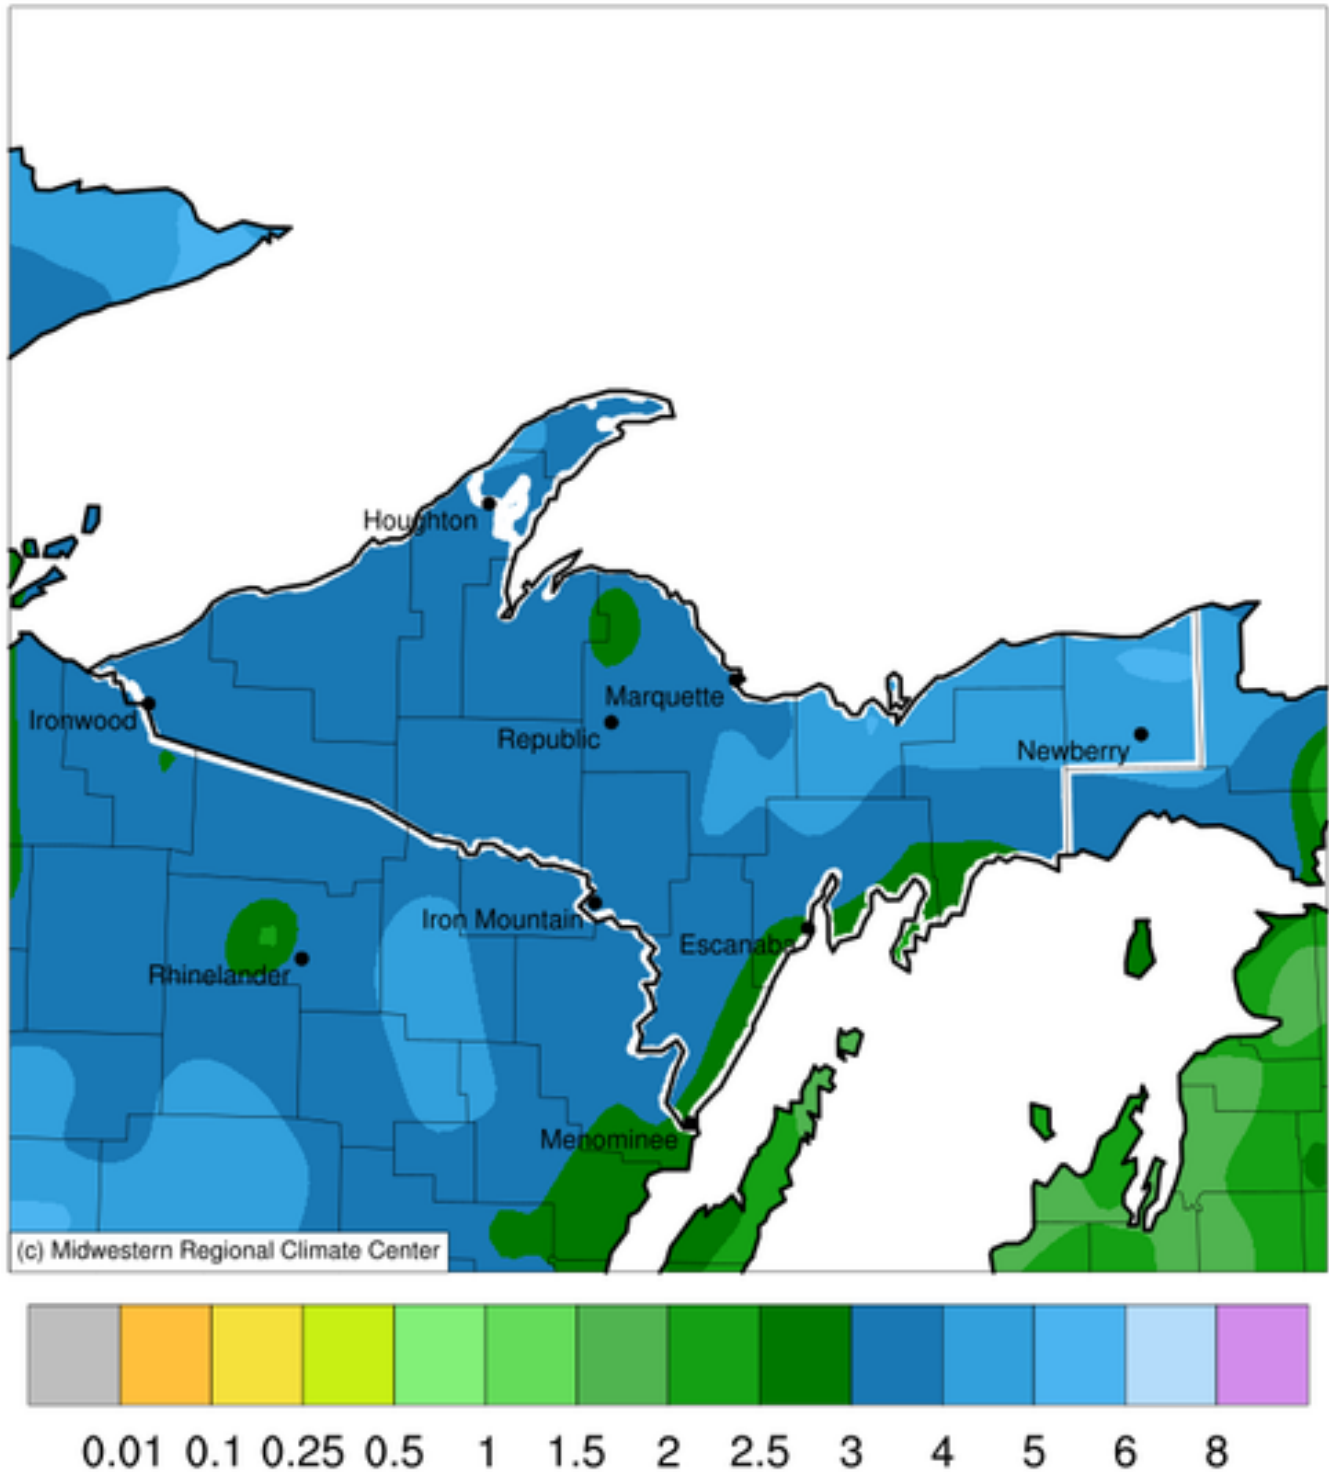 Houghton
Marquette
Ironwood
Republic
Newberry
Iron Mountain
Escanaba
Rhinelander
Menominee
(c) Midwestern Regional Climate Center
0.01 0.1 0.25 0.5 1 1.5 2 2.5 3 4 5 6 8